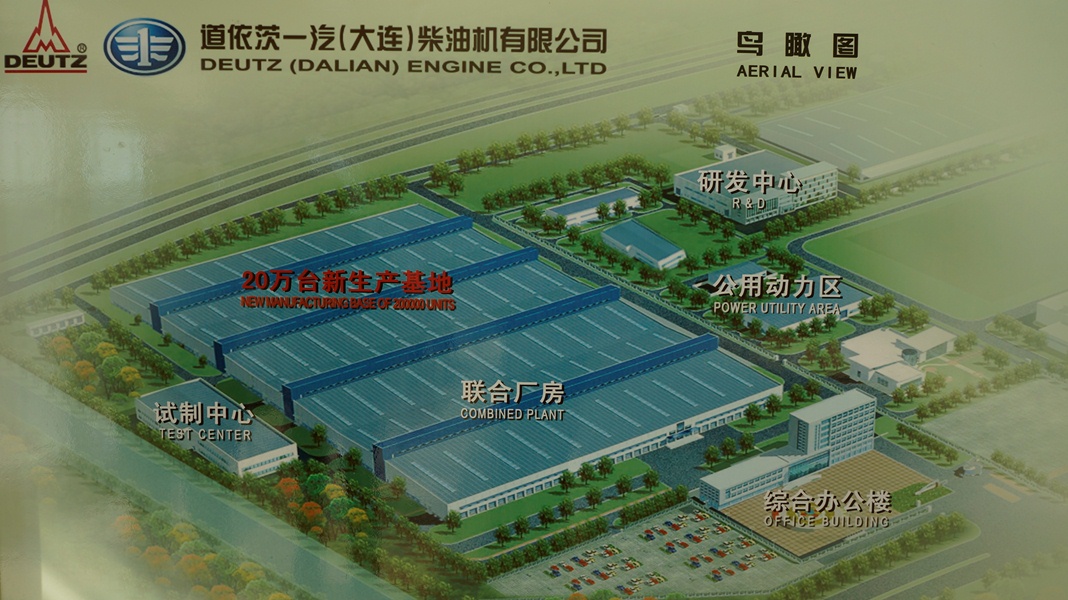 DEUTZ®
道依茨一汽(大连)柴油机有限公司
DEUTZ (DALIAN) ENGINE CO.,LTD
鸟瞰图
AERIAL VIEW
研发中心
R&D
20万台新生产基地
NEW MANUFACTURING BASE OF 200000 UNITS
公用动力区
POWER UTILITY AREA
联合厂房
COMBINED PLANT
试制中心
TEST CENTER
综合办公楼
OFFICE BUILDING